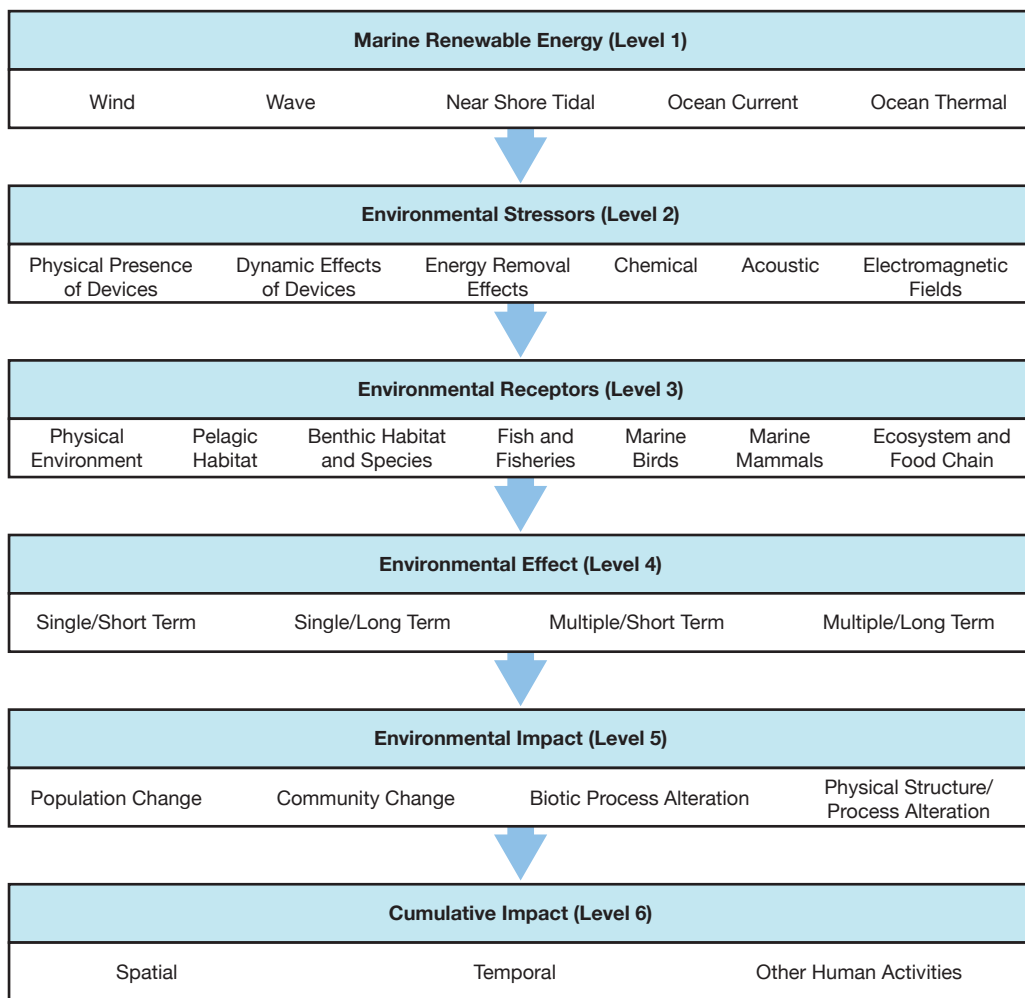 Marine Renewable Energy (Level 1)
Wind Wave Near Shore Tidal Ocean Current Ocean Thermal
Environmental Stressors (Level 2)
Physical Presence of Devices
Dynamic Effects of Devices
Energy Removal Effects
Chemical
Acoustic
Electromagnetic Fields
Environmental Receptors (Level 3)
Physical Environment
Pelagic Habitat
Benthic Habitat and Species
Fish and Fisheries
Marine Birds
Marine Mammals
Ecosystem and Food Chain
Environmental Effect (Level 4)
Single/Short Term Single/Long Term Multiple/Short Term Multiple/Long Term
Environmental Impact (Level 5)
Population Change
Community Change
Biotic Process Alteration
Physical Structure/
Process Alteration
Cumulative Impact (Level 6)
Spatial Temporal Other Human Activities